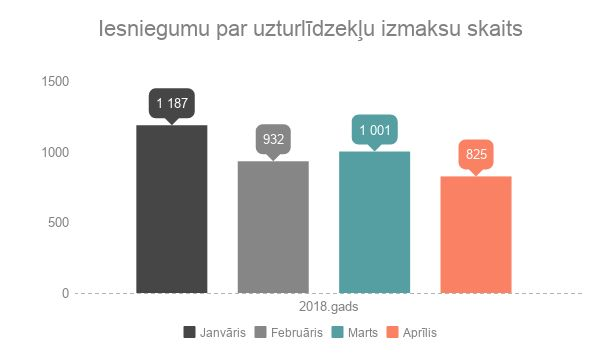 Iesniegumu par uzturlīdzekļu izmaksu skaits
1500
1 187
932
1 001
825
1000
500
0
2018.gads
Janvāris Februāris Marts Aprīlis